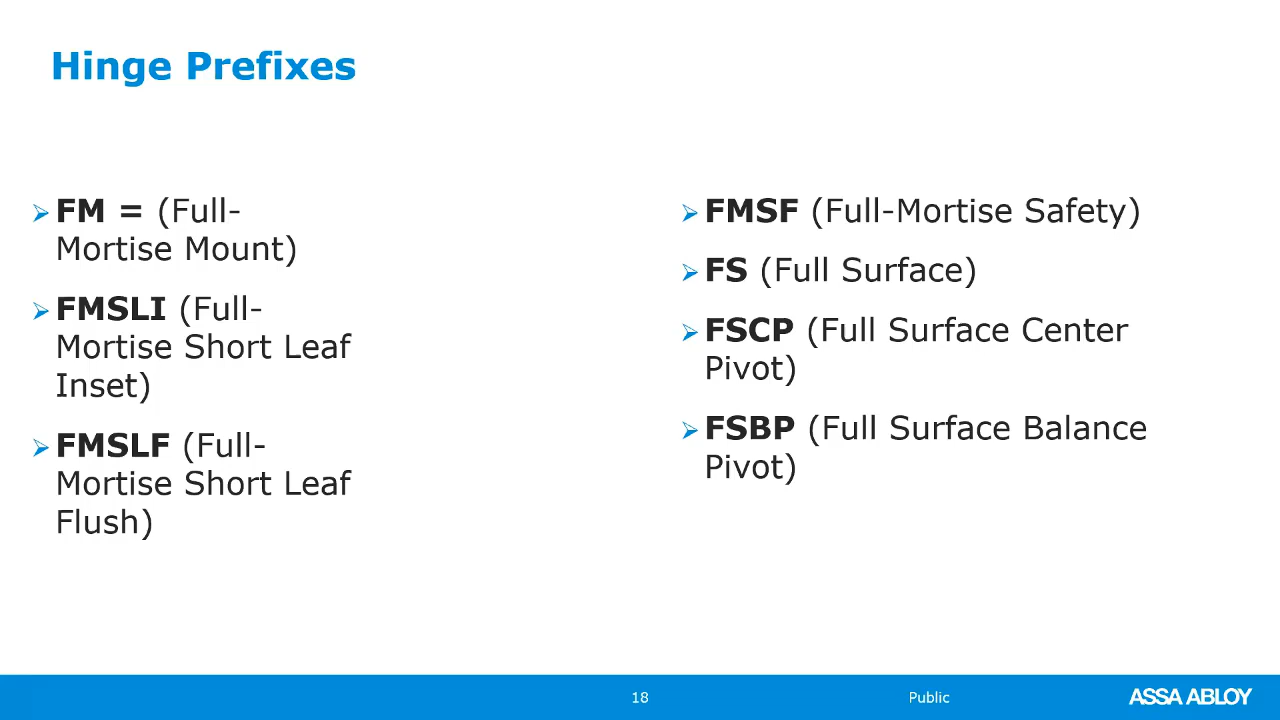 Hinge Prefixes
FM = (Full-
Mortise Mount)
FMSLI (Full-
Mortise Short Leaf
Inset)
FMSLF (Full-
Mortise Short Leaf
Flush)
FMSF (Full-Mortise Safety)
FS (Full Surface)
FSCP (Full Surface Center
Pivot)
FSBP (Full Surface Balance
Pivot)
18
Public
ASSA ABLOY